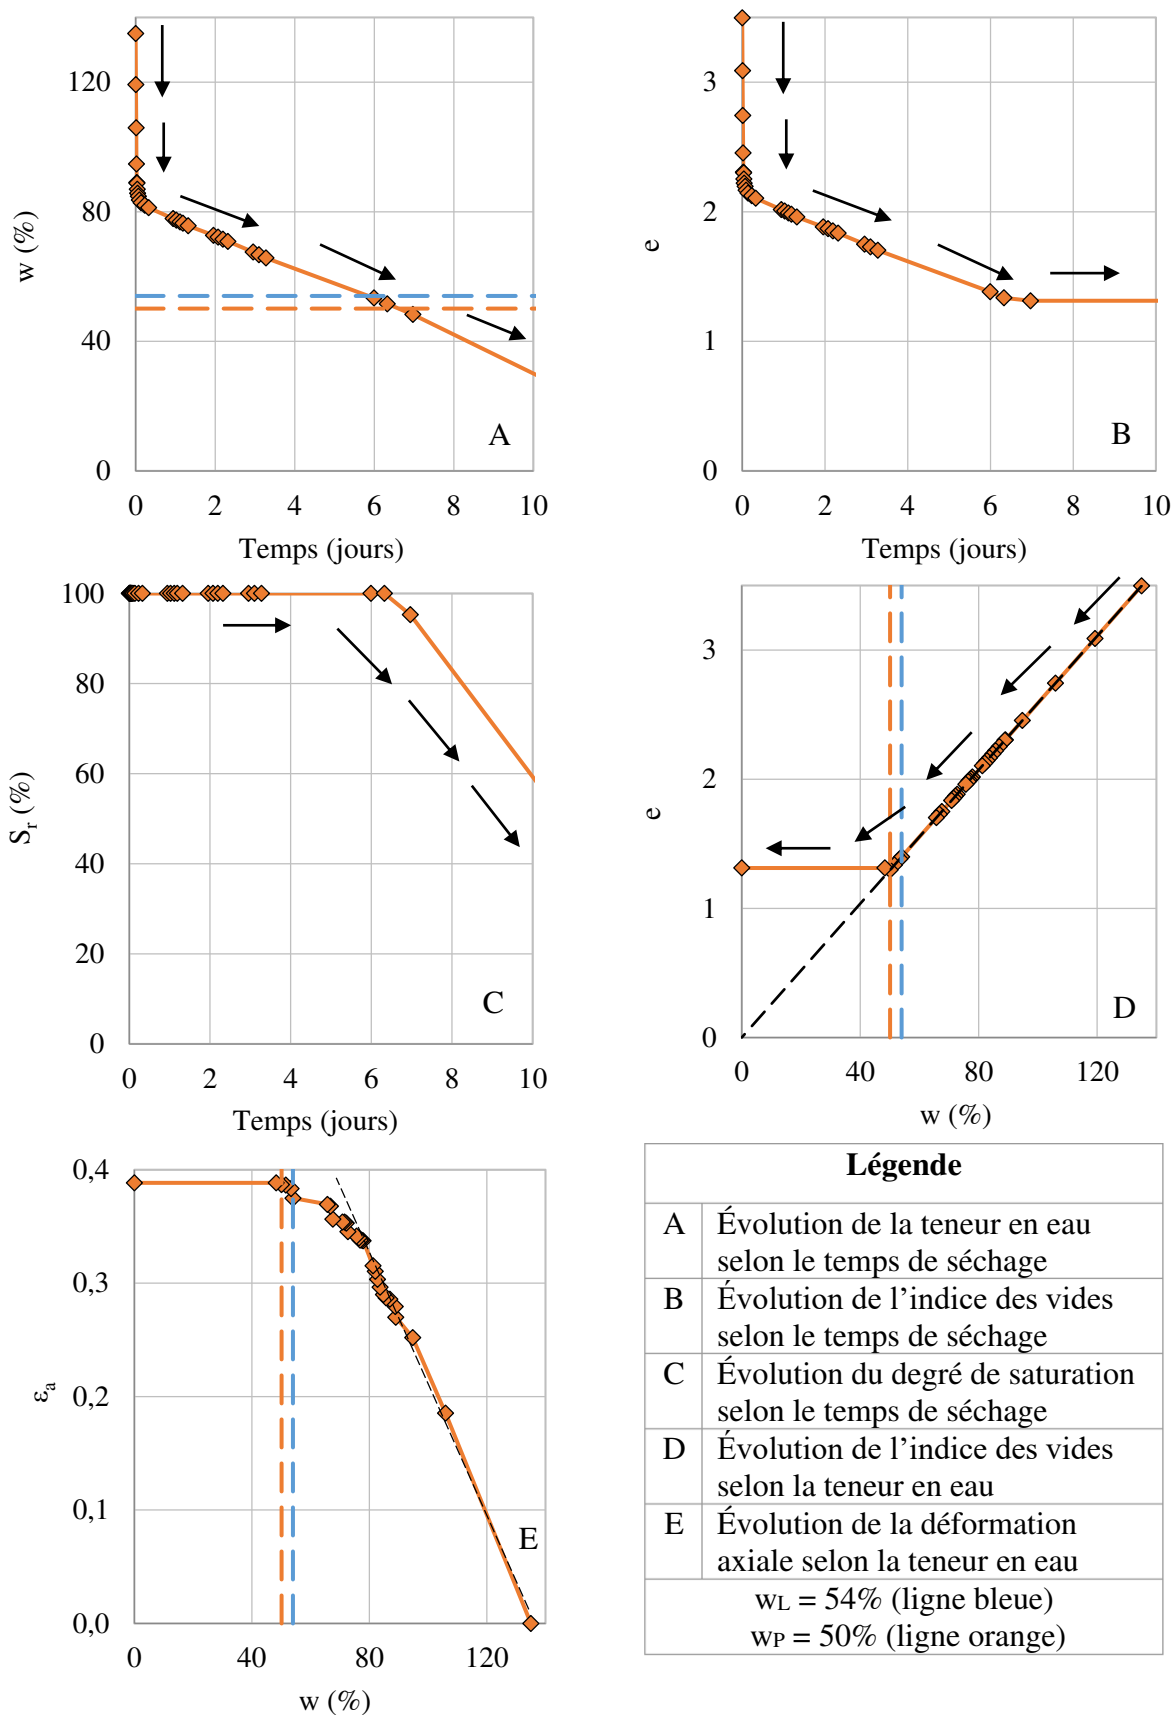 120
80
40
0
w (%)
0 2 4 6 8 10
Temps (jours)
A
3
2
1
0
e
0 2 4 6 8 10
Temps (jours)
B
100
80
60
40
20
0
Sr (%)
0 2 4 6 8 10
Temps (jours)
C
3
2
1
0
e
0 40 80 120
w (%)
D
0,4
0,3
0,2
0,1
0,0
εa
0 40 80 120
w (%)
E
Légende
A Évolution de la teneur en eau
selon le temps de séchage
B Évolution de l’indice des vides
selon le temps de séchage
C Évolution du degré de saturation
selon le temps de séchage
D Évolution de l’indice des vides
selon la teneur en eau
E Évolution de la déformation
axiale selon la teneur en eau
wL = 54% (ligne bleue)
wP = 50% (ligne orange)